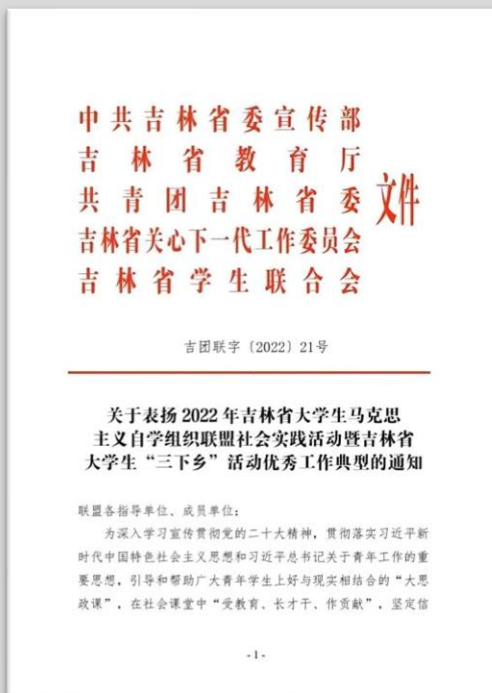 中共吉林省委宣传部
吉林省教育厅
共青团吉林省委
吉林省关心下一代工作委员会
吉林省学生联合会
文件
吉团联字〔2022〕21号
关于表扬2022年吉林省大学生马克思
主义自学组织联盟社会实践活动暨吉林省
大学生“三下乡”活动优秀工作典型的通知
联盟各指导单位、成员单位：
为深入学习宣传贯彻党的二十大精神，贯彻落实习近平新
时代中国特色社会主义思想和习近平总书记关于青年工作的重
要思想，引导和帮助广大青年学生上好与现实相结合的“大思
政课”，在社会课堂中“受教育、长才干、作贡献”，坚定信
- 1 -